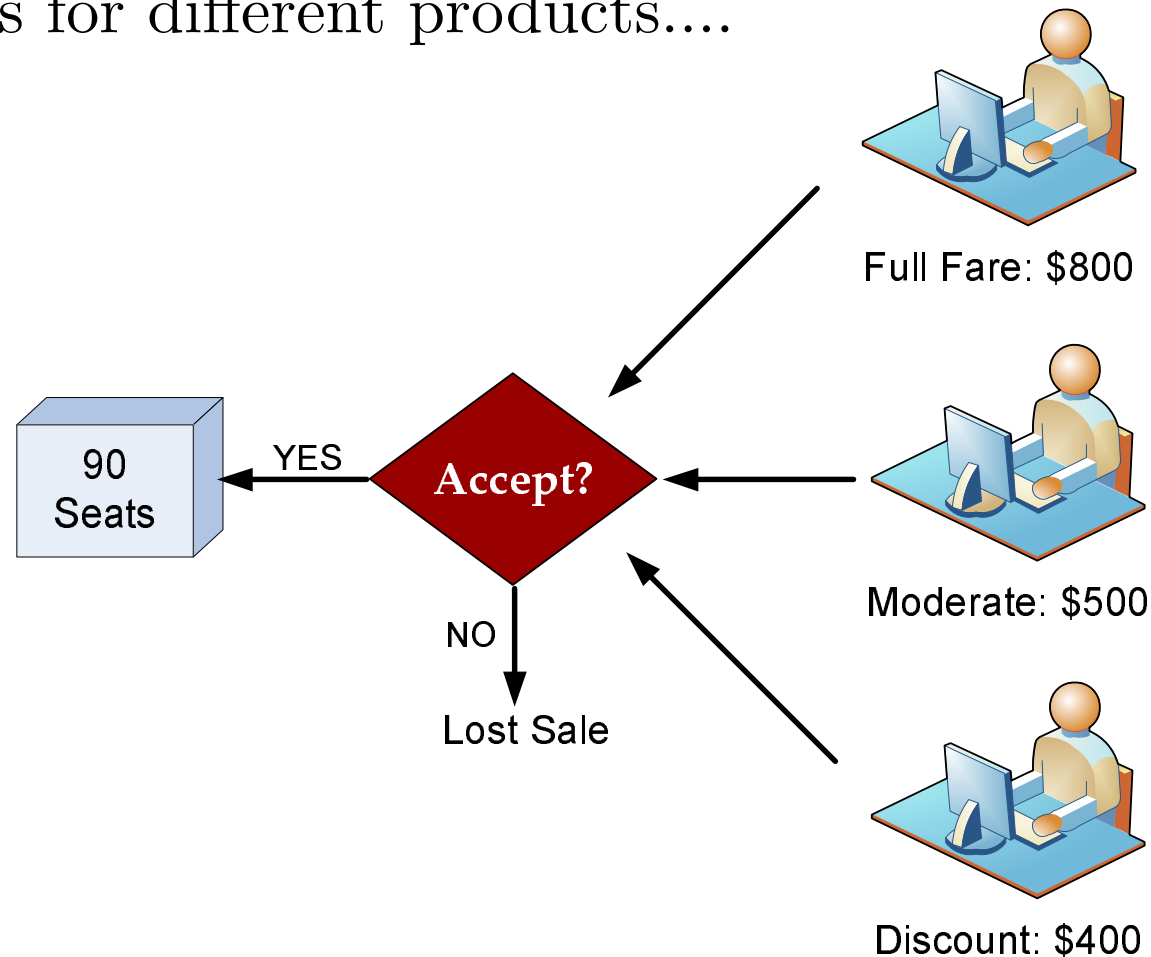 s for different products....
Full Fare: $800
90
Seats
YES
Accept?
Moderate: $500
NO
Lost Sale
Discount: $400